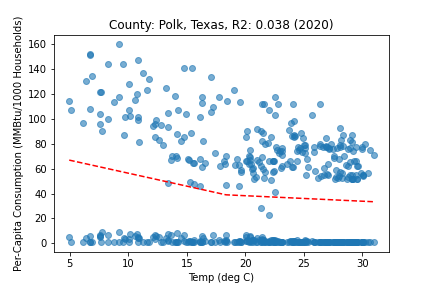 County: Polk, Texas, R2: 0.038 (2020)
Per-Capita Consumption (MMBtu/1000 Households)
160
140
120
100
80
60
40
20
0
5 10 15 20 25 30
Temp (deg C)